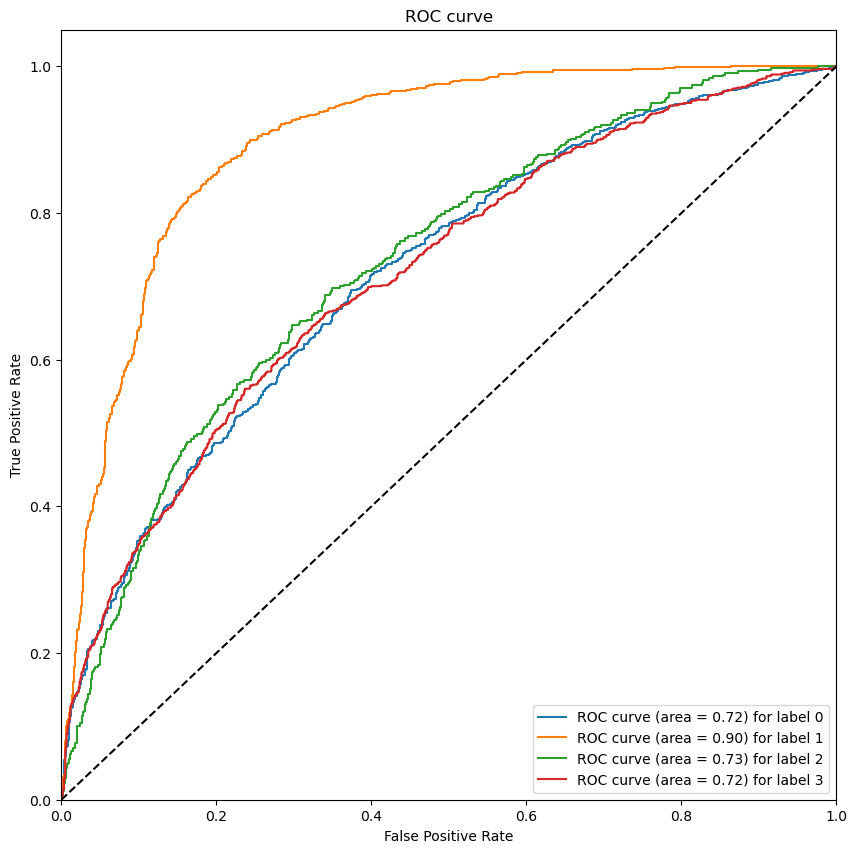 ROC curve
1.0
0.8
0.6
0.4
0.2
0.0
True Positive Rate
ROC curve (area = 0.72) for label 0
ROC curve (area = 0.90) for label 1
ROC curve (area = 0.73) for label 2
ROC curve (area = 0.72) for label 3
0.0 0.2 0.4 0.6 0.8 1.0
False Positive Rate